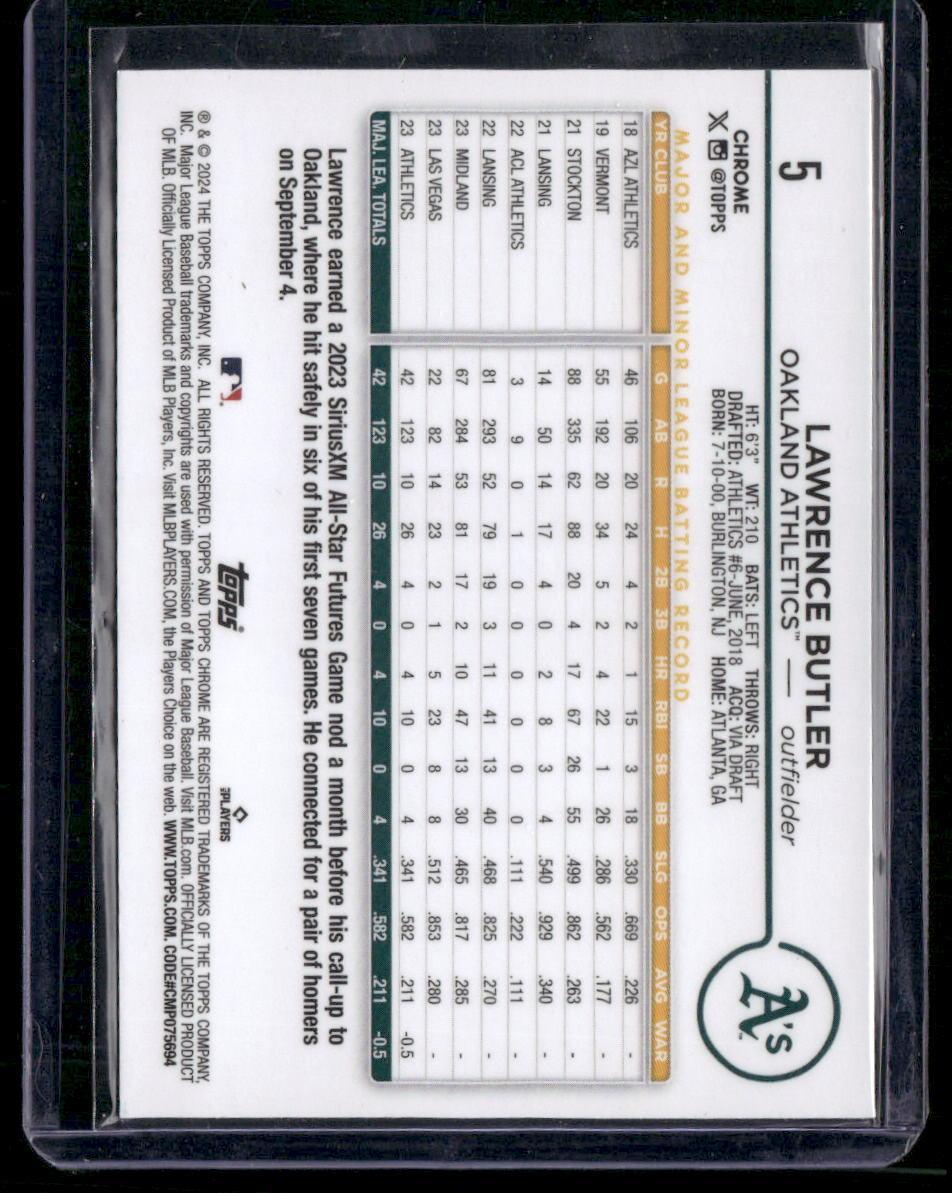 5
LAWRENCE BUTLER
OAKLAND ATHLETICS™ — outfielder
A's
CHROME
X @TOPPS
HT: 6'3" WT: 210 BATS: LEFT THROWS: RIGHT
DRAFTED: ATHLETICS #6-JUNE, 2018 ACQ: VIA DRAFT
BORN: 7-10-00, BURLINGTON, NJ HOME: ATLANTA, GA
MAJOR AND MINOR LEAGUE BATTING RECORD
YR CLUB G AB R H 2B 3B HR RBI SB BB SLG OPS AVG WAR
18 AZL ATHLETICS 46 106 20 24 4 2 1 15 3 18 .330 .669 .226 -
19 VERMONT 55 192 20 34 5 2 4 22 1 26 .286 .562 .177 -
21 STOCKTON 88 335 62 88 20 4 17 67 26 55 .499 .862 .263 -
21 LANSING 14 50 14 17 4 0 2 8 3 4 .540 .929 .340 -
22 ACL ATHLETICS 3 9 0 1 0 0 0 0 0 0 .111 .222 .111 -
22 LANSING 81 293 52 79 19 3 11 41 13 40 .468 .825 .270 -
23 MIDLAND 67 284 53 81 17 2 10 47 13 30 .465 .817 .285 -
23 LAS VEGAS 22 82 14 23 2 1 5 23 8 8 .512 .853 .280 -
23 ATHLETICS 42 123 10 26 4 0 4 10 0 4 .341 .582 .211 -0.5
MAJ. LEA. TOTALS 42 123 10 26 4 0 4 10 0 4 .341 .582 .211 -0.5
Lawrence earned a 2023 SiriusXM All-Star Futures Game nod a month before his call-up to
Oakland, where he hit safely in six of his first seven games. He connected for a pair of homers
on September 4.
topps
PLAYERS
® & © 2024 THE TOPPS COMPANY, INC. ALL RIGHTS RESERVED. TOPPS AND TOPPS CHROME ARE REGISTERED TRADEMARKS OF THE TOPPS COMPANY,
INC. Major League Baseball trademarks and copyrights are used with permission of Major League Baseball. Visit MLB.com. OFFICIALLY LICENSED PRODUCT
OF MLB. Officially Licensed Product of MLB Players, Inc. Visit MLBPLAYERS.COM, the Players Choice on the web. WWW.TOPPS.COM. CODE#CMP075694